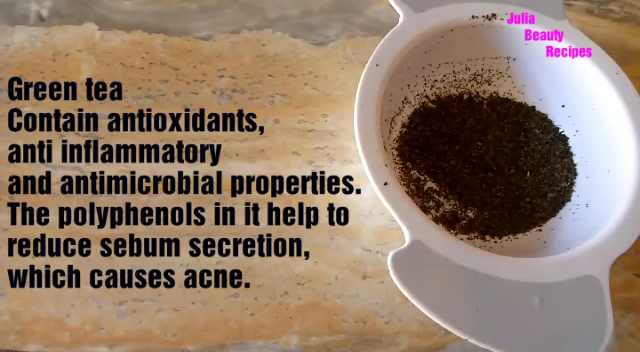 Julia
Beauty
Recipes
Green tea
Contain antioxidants,
anti inflammatory
and antimicrobial properties.
The polyphenols in it help to
reduce sebum secretion,
which causes acne.